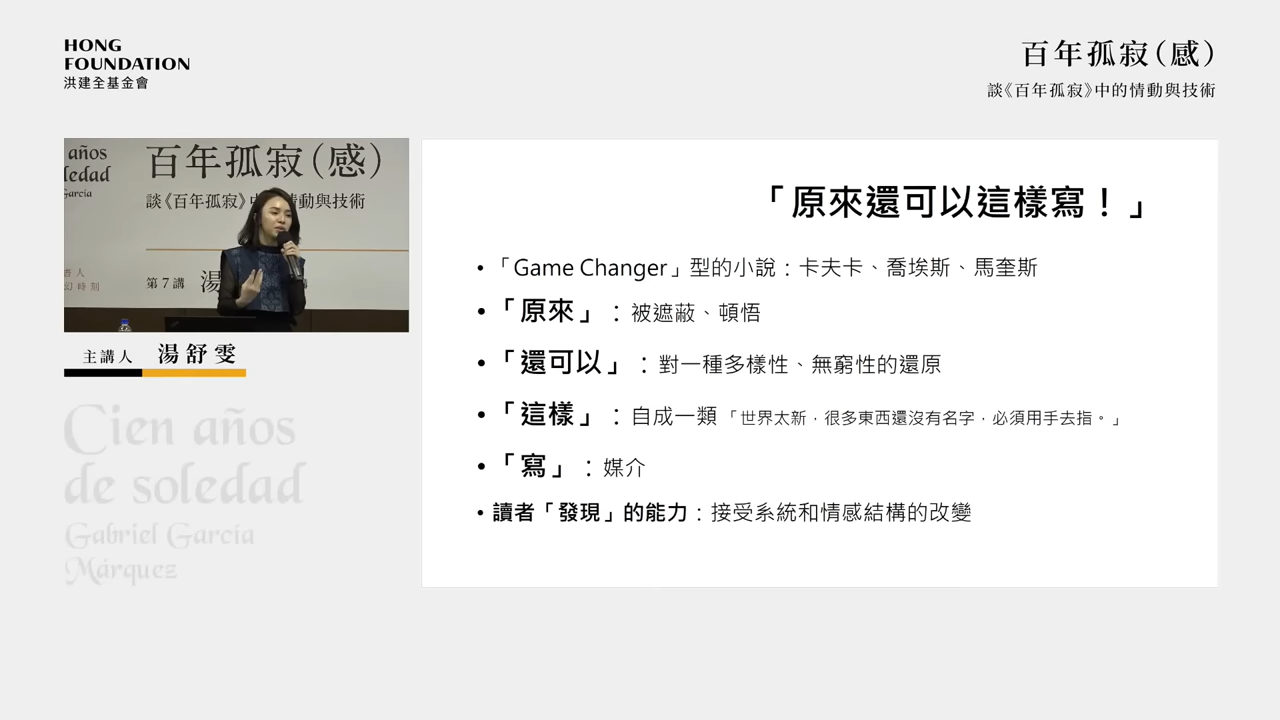 HONG
FOUNDATION
洪建全基金會
百年孤寂(感)
談《百年孤寂》中的情動與技術
años
ledad
García
百年孤寂(感)
談《百年孤寂》中情動與技術
書人
幻時刻
第7講 湯
主講人 湯舒雯
Cien años
de soledad
Gabriel García
Márquez
「原來還可以這樣寫!」
•「Game Changer」型的小說:卡夫卡、喬埃斯、馬奎斯
•「原來」:被遮蔽、頓悟
•「還可以」:對一種多樣性、無窮性的還原
•「這樣」:自成一類「世界太新,很多東西還沒有名字,必須用手去指。」
•「寫」:媒介
• 讀者「發現」的能力:接受系統和情感結構的改變